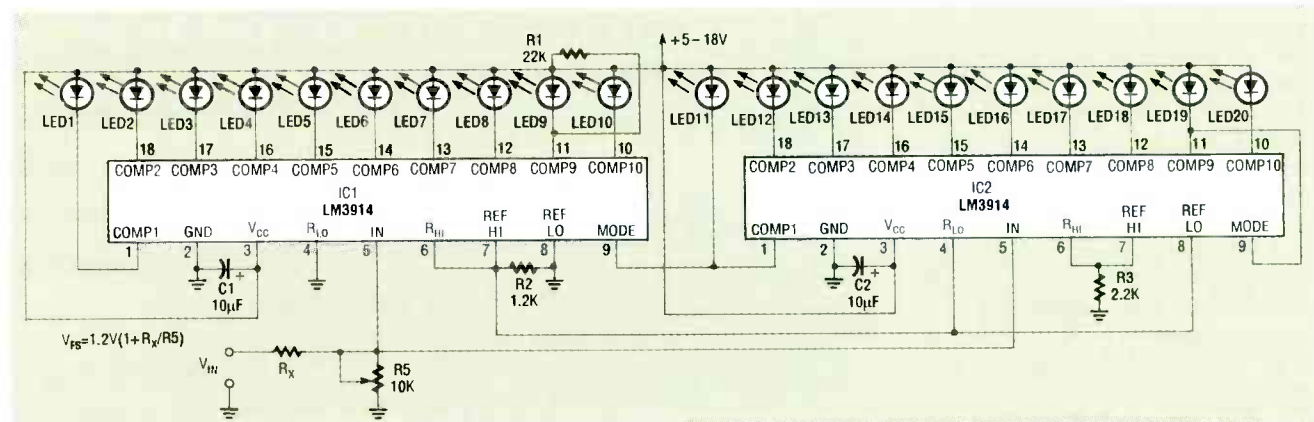 R1
22K
+5–18V
LED1 LED2 LED3 LED4 LED5 LED6 LED7 LED8 LED9 LED10 LED11 LED12 LED13 LED14 LED15 LED16 LED17 LED18 LED19 LED20
18 17 16 15 14 13 12 11 10 18 17 16 15 14 13 12 11 10
COMP2 COMP3 COMP4 COMP5 COMP6 COMP7 COMP8 COMP9 COMP10 COMP2 COMP3 COMP4 COMP5 COMP6 COMP7 COMP8 COMP9 COMP10
IC1 IC2
LM3914 LM3914
REF REF REF REF
COMP1 GND VCC RLO IN RHI HI LO MODE COMP1 GND VCC RLO IN RHI HI LO MODE
1 2 3 4 5 6 7 8 9 1 2 3 4 5 6 7 8 9
C1 + R2 C2 + R3
10µF 1.2K 10µF 2.2K
VFS=1.2V(1+RX/R5)
VIN RX R5
10K